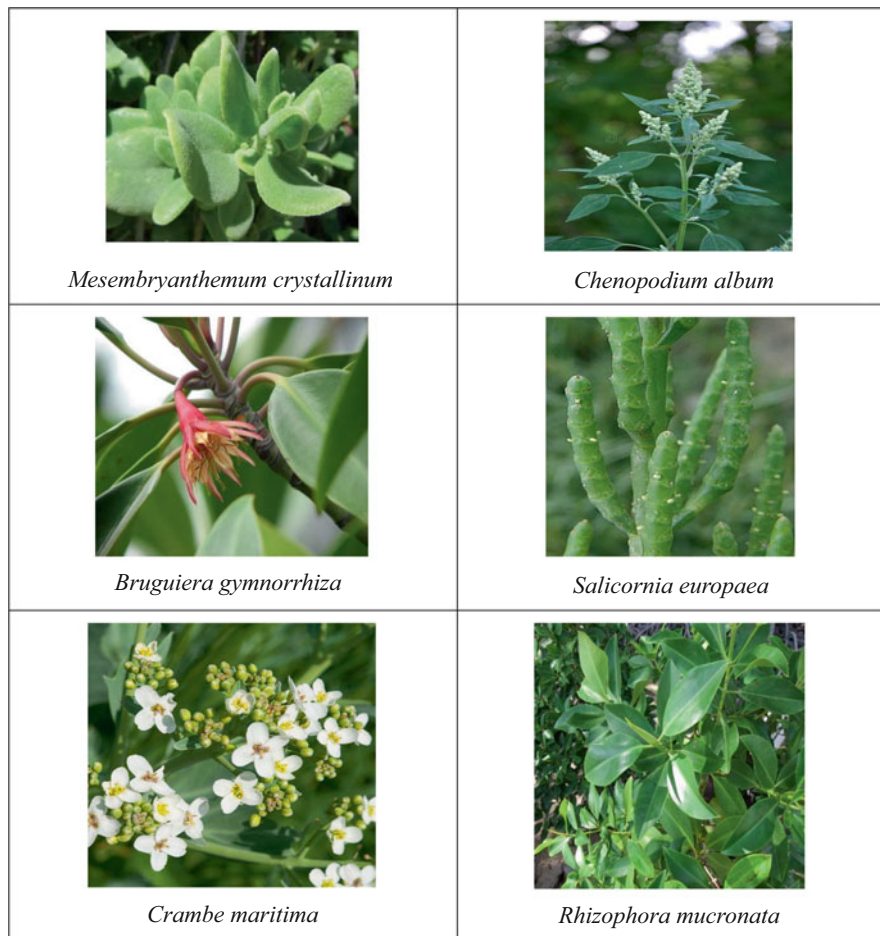 Mesembryanthemum crystallinum
Chenopodium album
Bruguiera gymnorrhiza
Salicornia europaea
Crambe maritima
Rhizophora mucronata